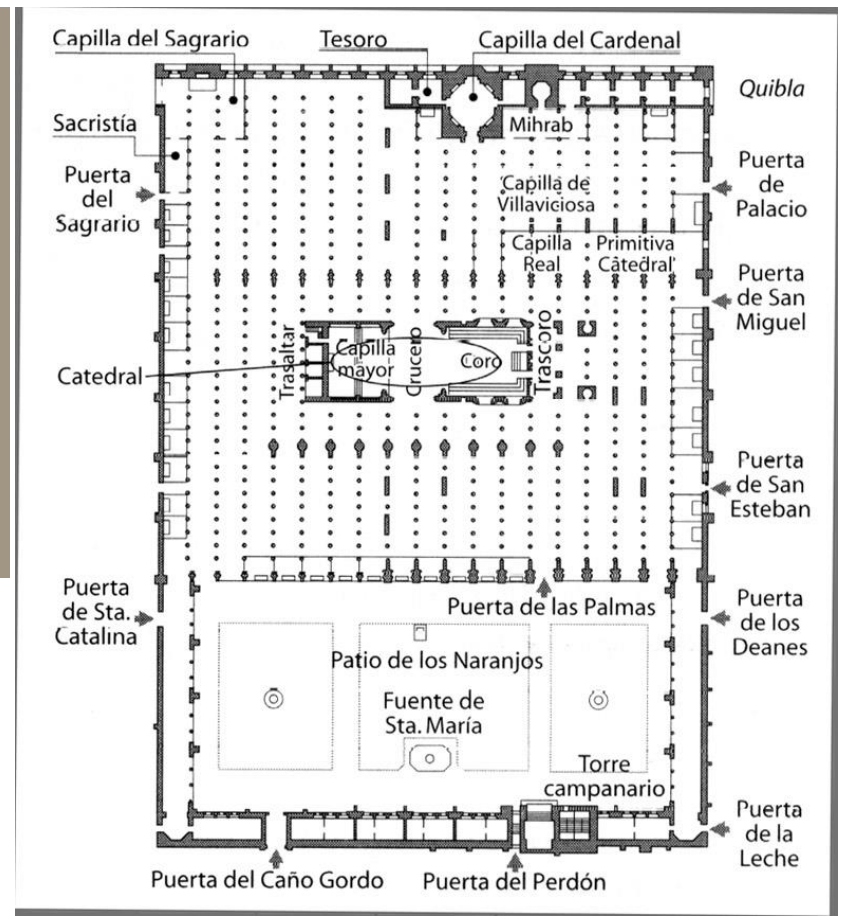 Capilla del Sagrario
Tesoro
Capilla del Cardenal
Quibla
Mihrab
Sacristía
Puerta
del
Sagrario
Puerta
de
Palacio
Capilla de
Villaviciosa
Capilla
Real
Primitiva
Cátedral
Puerta
de San
Miguel
Catedral
Trasaltar
Capilla
mayor
Crucero
Coro
Trascoro
Puerta
de San
Esteban
Puerta
de Sta.
Catalina
Puerta de las Palmas
Puerta
de los
Deanes
Patio de los Naranjos
Fuente de
Sta. María
Torre
campanario
Puerta
de la
Leche
Puerta del Caño Gordo
Puerta del Perdón